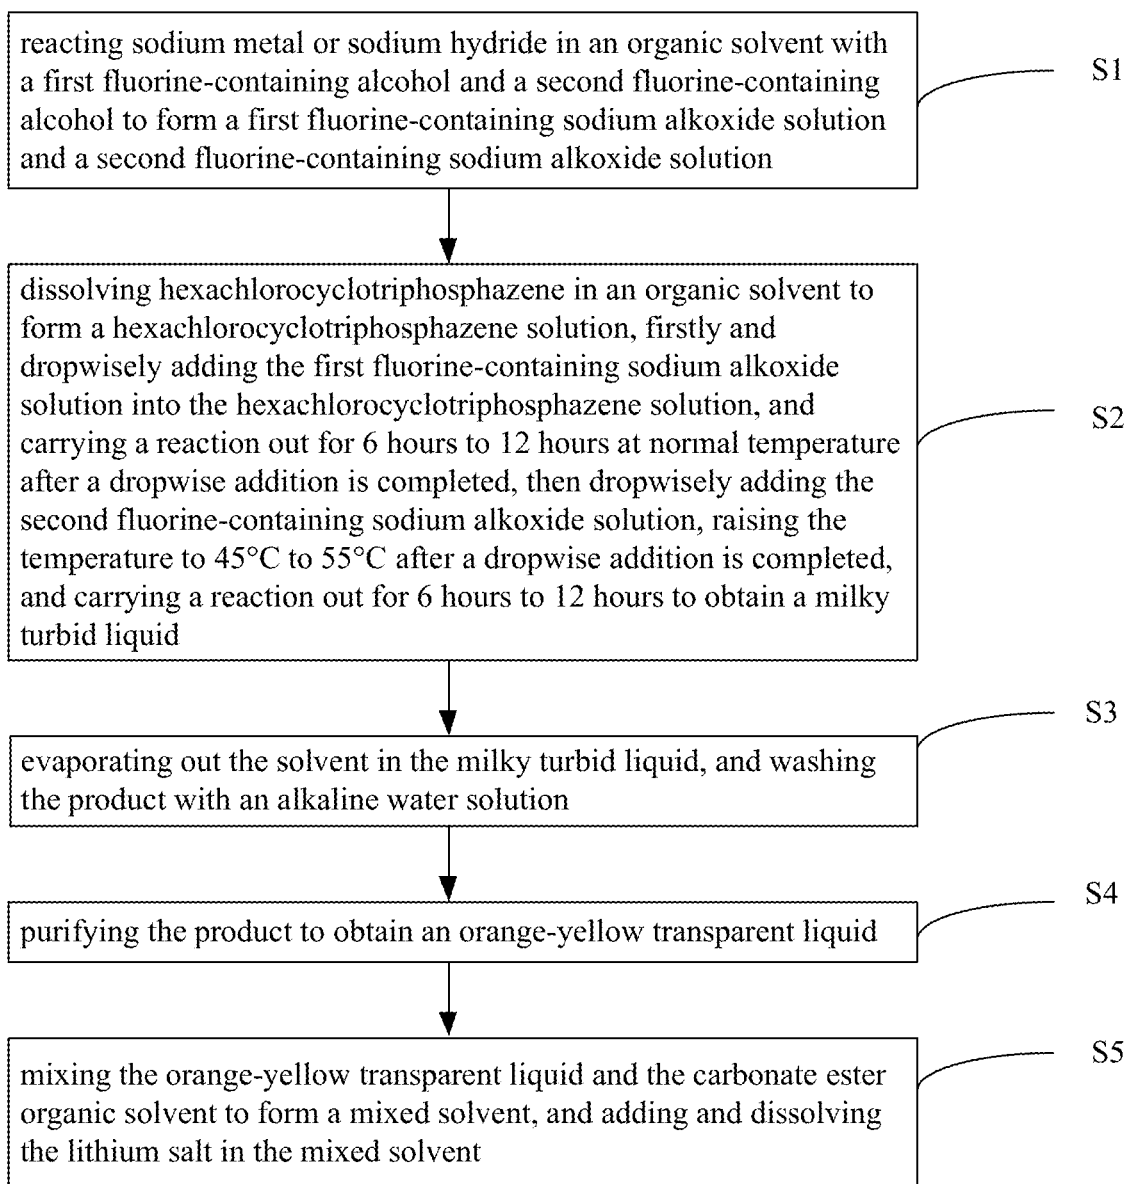 reacting sodium metal or sodium hydride in an organic solvent with
a first fluorine-containing alcohol and a second fluorine-containing
alcohol to form a first fluorine-containing sodium alkoxide solution
and a second fluorine-containing sodium alkoxide solution
S1
dissolving hexachlorocyclotriphosphazene in an organic solvent to
form a hexachlorocyclotriphosphazene solution, firstly and
dropwisely adding the first fluorine-containing sodium alkoxide
solution into the hexachlorocyclotriphosphazene solution, and
carrying a reaction out for 6 hours to 12 hours at normal temperature
after a dropwise addition is completed, then dropwisely adding the
second fluorine-containing sodium alkoxide solution, raising the
temperature to 45°C to 55°C after a dropwise addition is completed,
and carrying a reaction out for 6 hours to 12 hours to obtain a milky
turbid liquid
S2
evaporating out the solvent in the milky turbid liquid, and washing
the product with an alkaline water solution
S3
purifying the product to obtain an orange-yellow transparent liquid
S4
mixing the orange-yellow transparent liquid and the carbonate ester
organic solvent to form a mixed solvent, and adding and dissolving
the lithium salt in the mixed solvent
S5